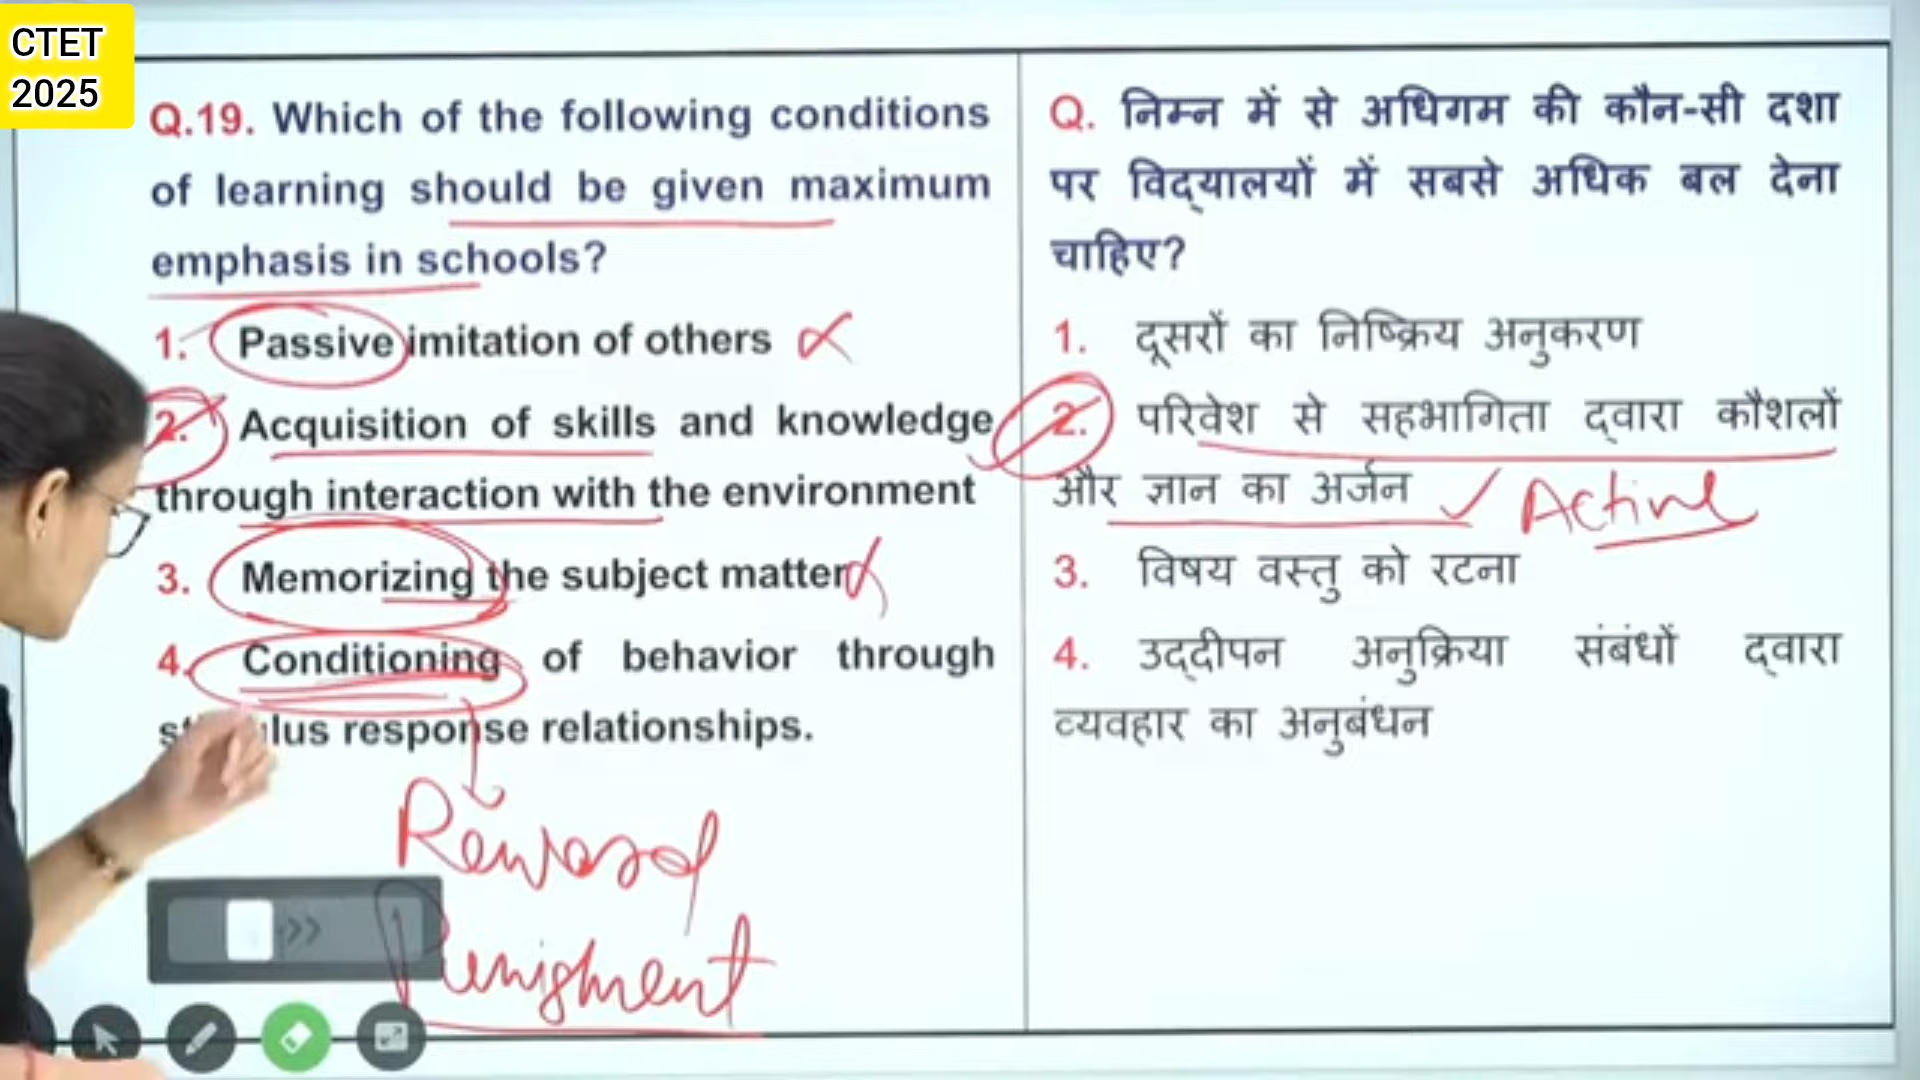 CTET
2025
Q.19. Which of the following conditions
of learning should be given maximum
emphasis in schools?
1. Passive imitation of others
2. Acquisition of skills and knowledge
through interaction with the environment
3. Memorizing the subject matter
4. Conditioning of behavior through
response relationships.
Reward
Punishment
Q. निम्न में से अधिगम की कौन-सी दशा
पर विद्यालयों में सबसे अधिक बल देना
चाहिए?
1. दूसरों का निष्क्रिय अनुकरण
2. परिवेश से सहभागिता द्वारा कौशलों
और ज्ञान का अर्जन Active
3. विषय वस्तु को रटना
4. उद्दीपन अनुक्रिया संबंधों द्वारा
व्यवहार का अनुबंधन